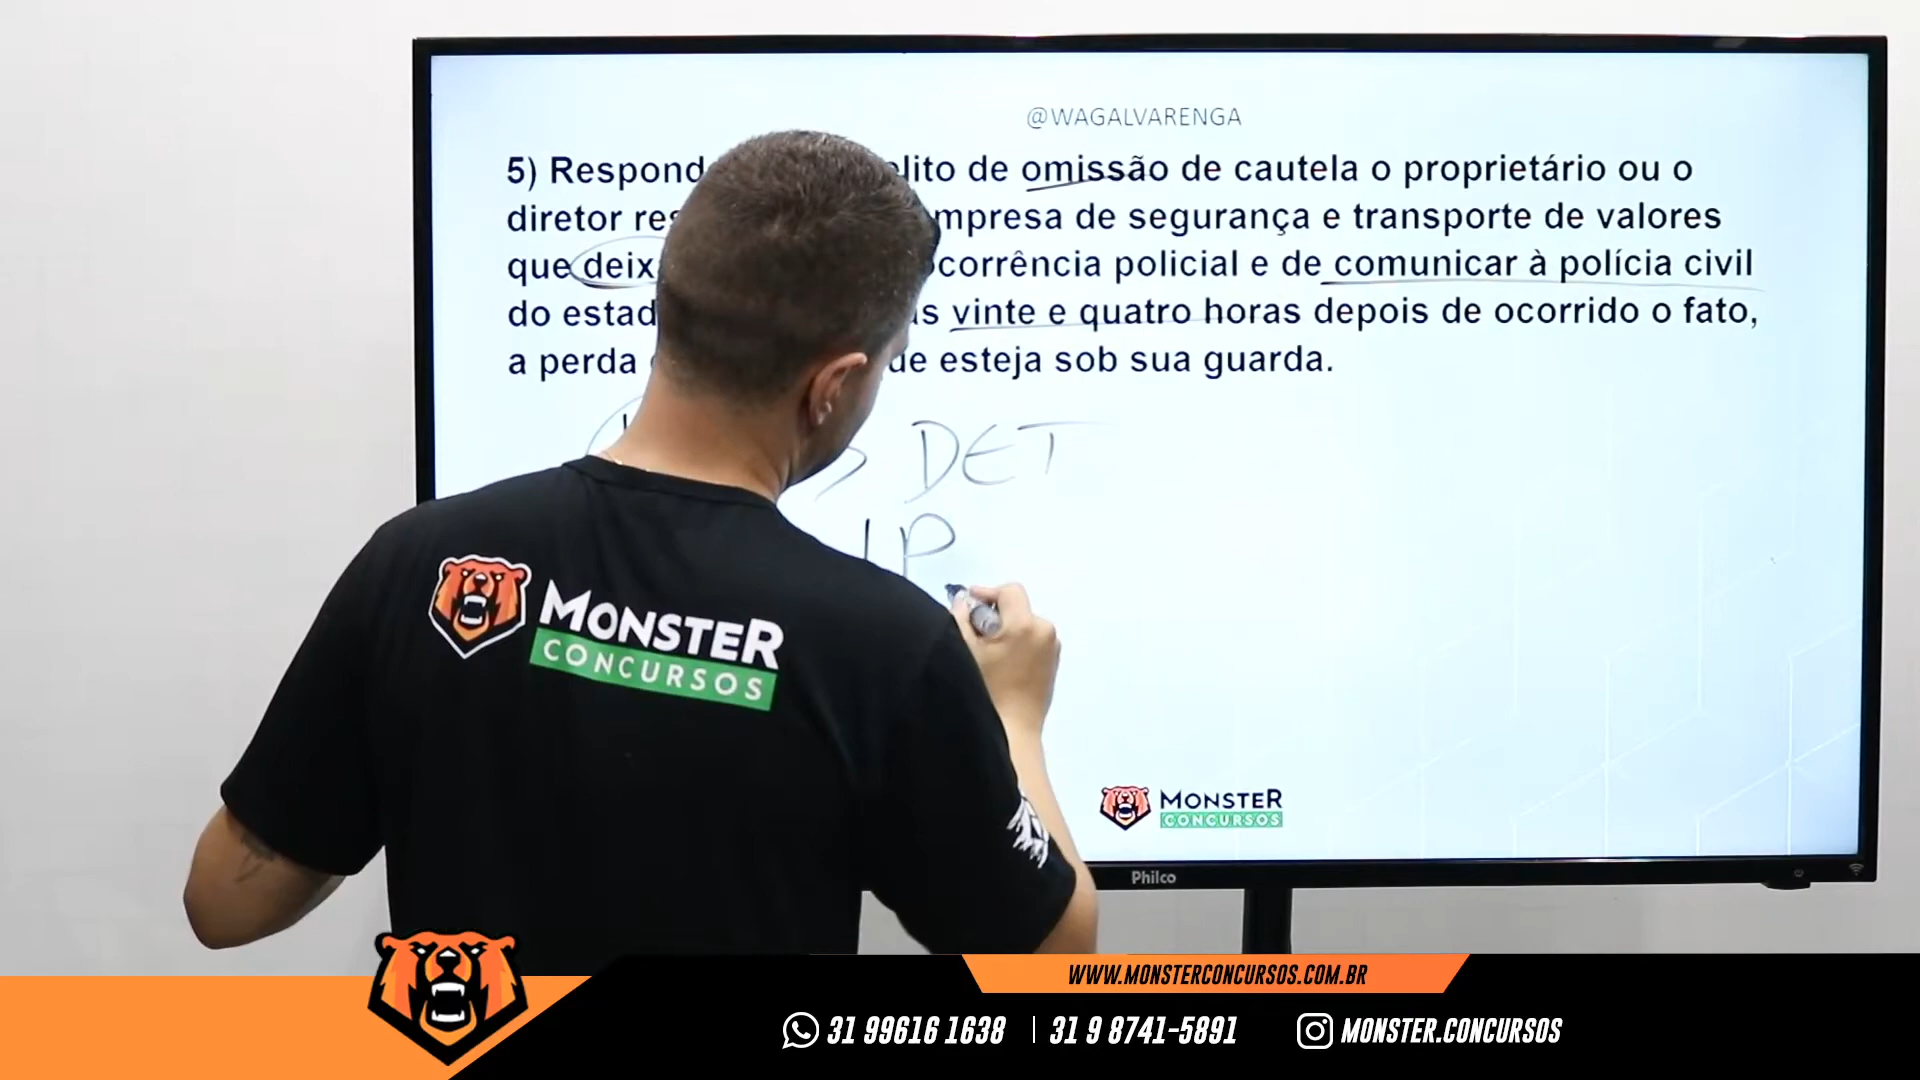 @WAGALVARENGA
5) Respond lito de omissão de cautela o proprietário ou o
diretor mpresa de segurança e transporte de valores
que deix corrência policial e de comunicar à polícia civil
do estad vinte e quatro horas depois de ocorrido o fato,
a perda esteja sob sua guarda.
DET
IP
MONSTER
CONCURSOS
MONSTER
CONCURSOS
Philco
WWW.MONSTERCONCURSOS.COM.BR
31 99616 1638 | 31 9 8741-5891 MONSTER.CONCURSOS